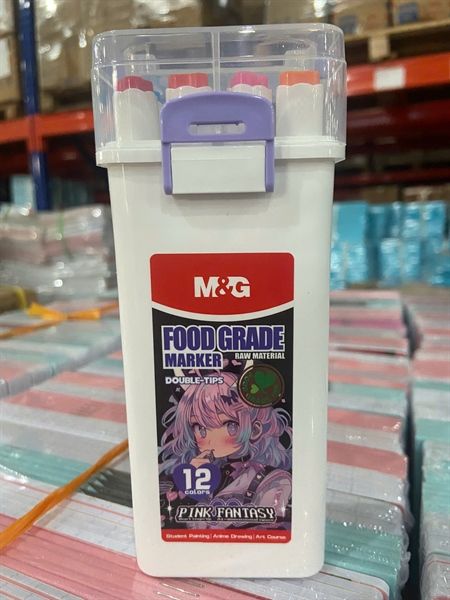 M&G
FOOD GRADE
MARKER RAW MATERIAL
DOUBLE-TIPS
12
colors
PINK FANTASY
Student Painting | Anime Drawing | Art Course